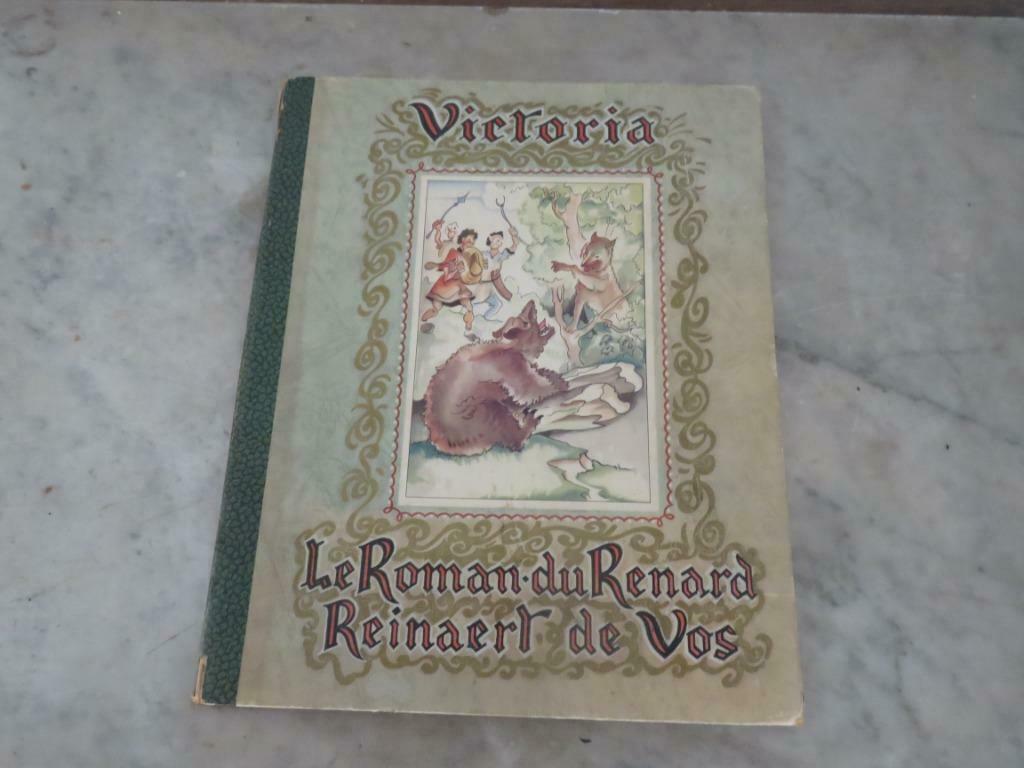 Victoria
Le Roman·du Renard
Reinaert de Vos